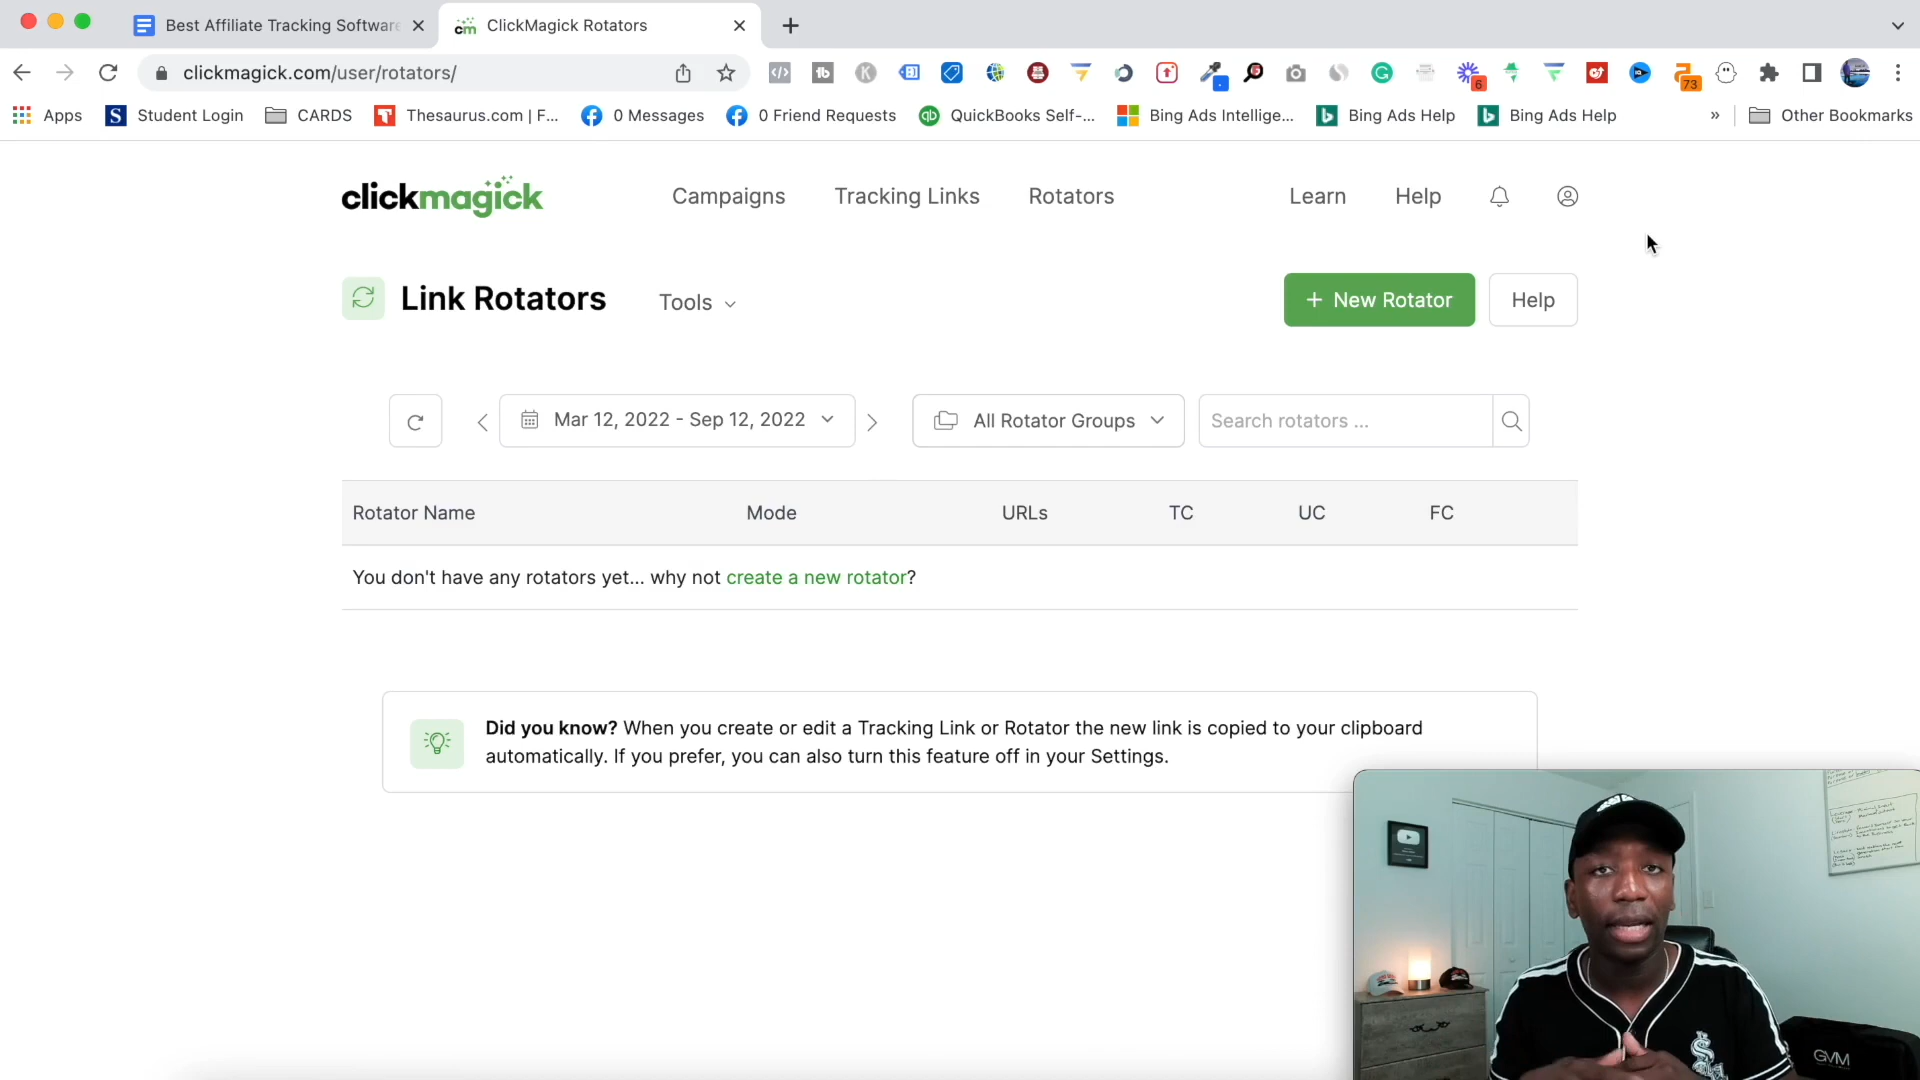 Best Affiliate Tracking Software
ClickMagick Rotators
clickmagick.com/user/rotators/
6
73
Apps
Student Login
CARDS
Thesaurus.com | F...
0 Messages
0 Friend Requests
QuickBooks Self-...
Bing Ads Intellige...
Bing Ads Help
Bing Ads Help
»
Other Bookmarks
clickmagick
Campaigns
Tracking Links
Rotators
Learn
Help
Link Rotators
Tools
+ New Rotator
Help
Mar 12, 2022 - Sep 12, 2022
All Rotator Groups
Search rotators ...
Rotator Name
Mode
URLs
TC
UC
FC
You don't have any rotators yet... why not create a new rotator?
Did you know? When you create or edit a Tracking Link or Rotator the new link is copied to your clipboard
automatically. If you prefer, you can also turn this feature off in your Settings.
GVM